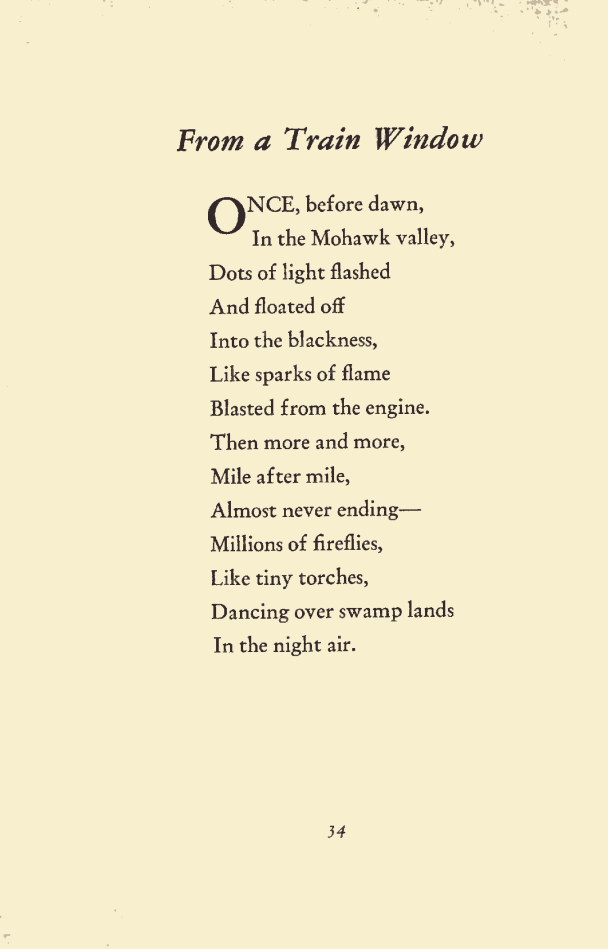 From a Train Window
ONCE, before dawn,
In the Mohawk valley,
Dots of light flashed
And floated off
Into the blackness,
Like sparks of flame
Blasted from the engine.
Then more and more,
Mile after mile,
Almost never ending—
Millions of fireflies,
Like tiny torches,
Dancing over swamp lands
In the night air.
34